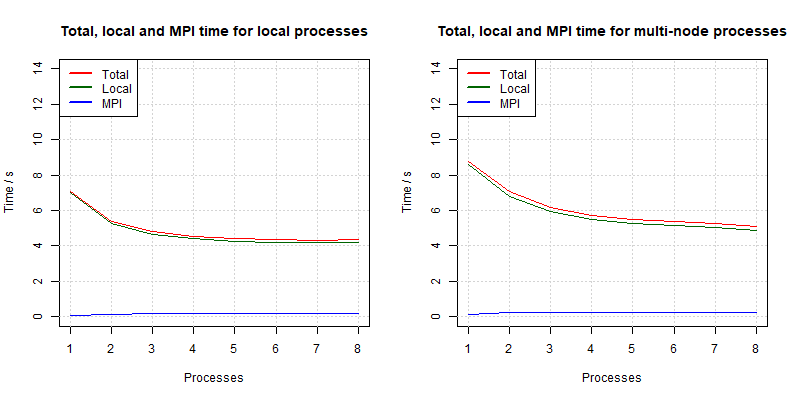 Total, local and MPI time for local processes
Total
Local
MPI
Time / s
14
12
10
8
6
4
2
0
1 2 3 4 5 6 7 8
Processes
Total, local and MPI time for multi-node processes
Total
Local
MPI
Time / s
14
12
10
8
6
4
2
0
1 2 3 4 5 6 7 8
Processes